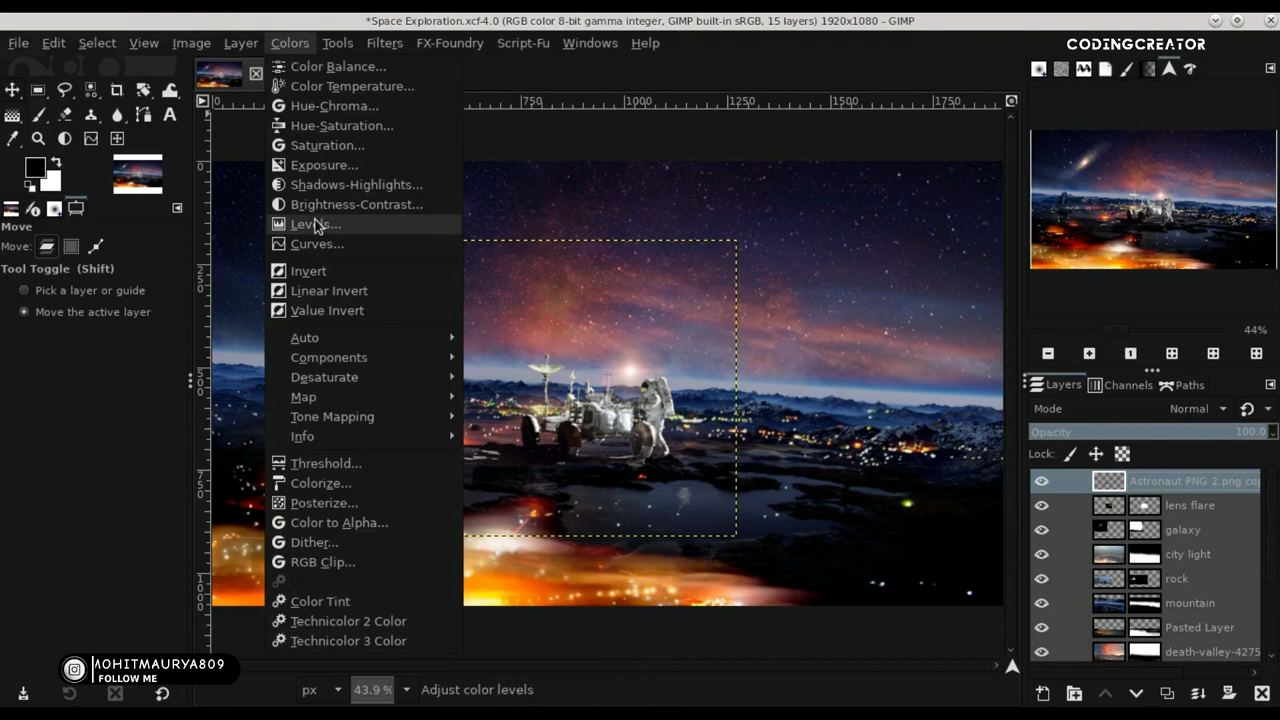 *Space Exploration.xcf-4.0 (RGB color 8-bit gamma integer, GIMP built-in sRGB, 15 layers) 1920x1080 – GIMP
File Edit Select View Image Layer Colors Tools Filters FX-Foundry Script-Fu Windows Help
CODINGCREATOR
Color Balance...
Color Temperature...
Hue-Chroma...
Hue-Saturation...
Saturation...
Exposure...
Shadows-Highlights...
Brightness-Contrast...
Levels...
Curves...
Invert
Linear Invert
Value Invert
Auto
Components
Desaturate
Map
Tone Mapping
Info
Threshold...
Colorize...
Posterize...
Color to Alpha...
Dither...
RGB Clip...
Color Tint
Technicolor 2 Color
Technicolor 3 Color
0 750 1000 1250 1500 1750
0
250
500
750
1000
Move
Move:
Tool Toggle (Shift)
Pick a layer or guide
Move the active layer
44%
Layers Channels Paths
Mode Normal
Opacity 100.0
Lock:
Astronaut PNG 2.png cop
lens flare
galaxy
city light
rock
mountain
Pasted Layer
death-valley-4275
px 43.9 % Adjust color levels
ROHITMAURYA809
FOLLOW ME